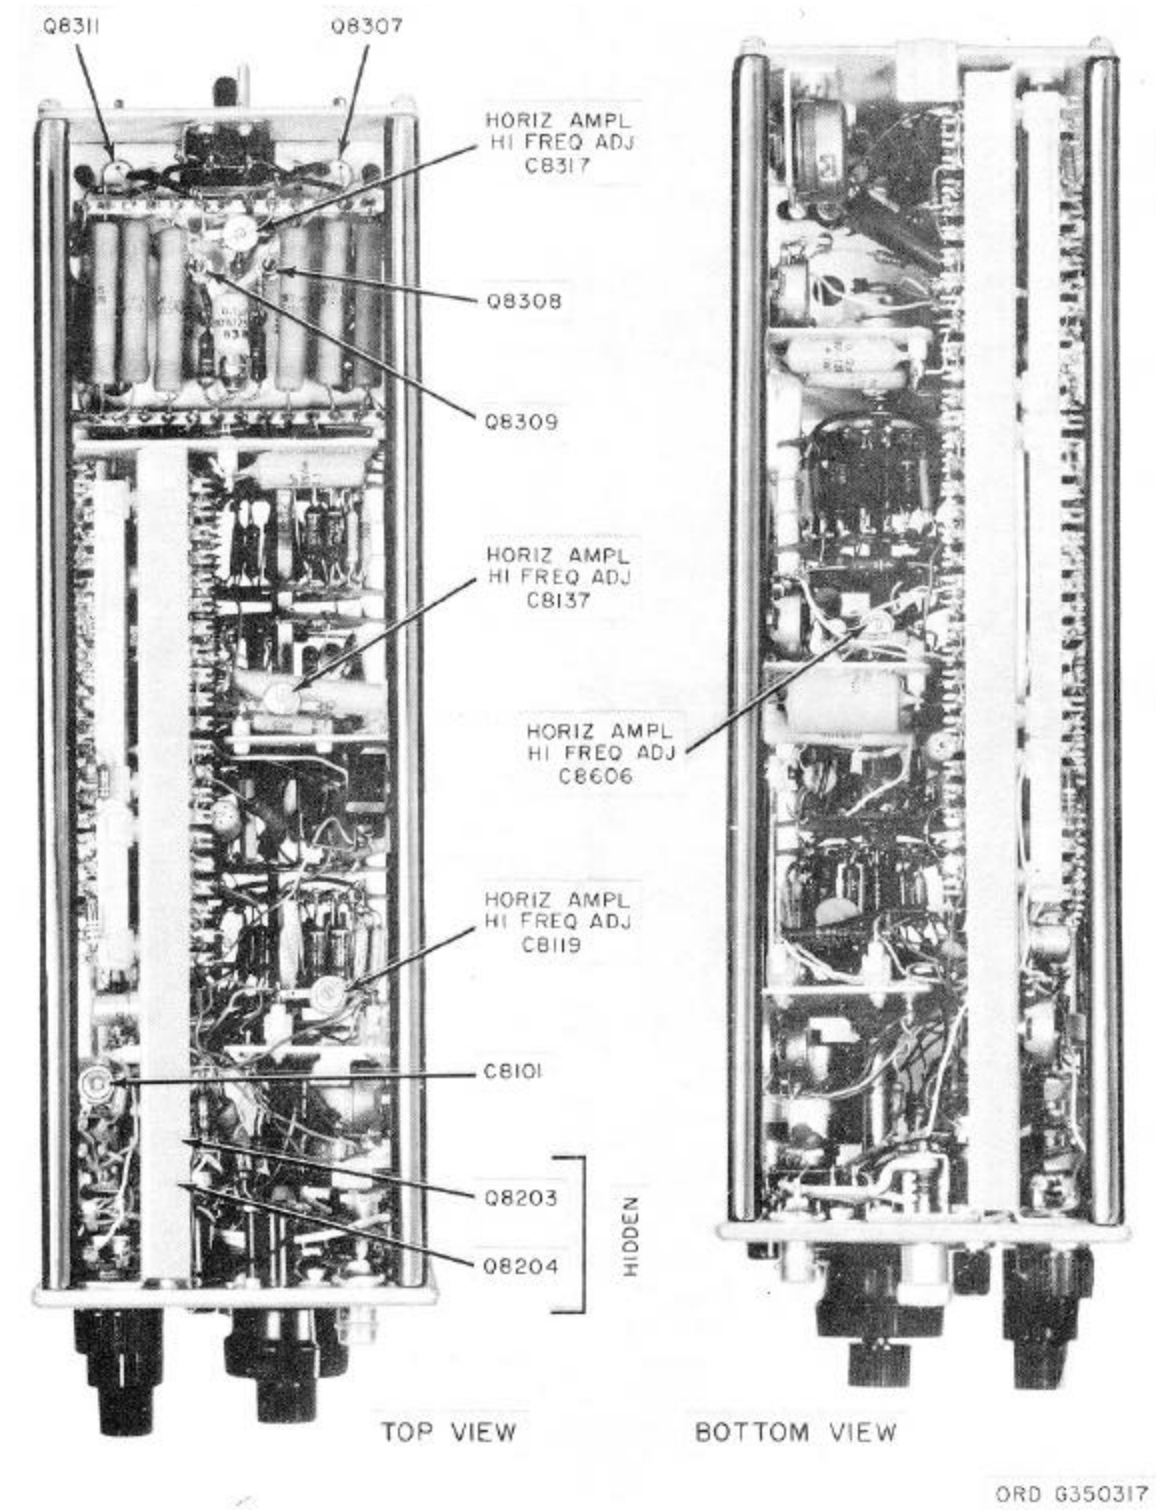 Q8311
Q8307
HORIZ AMPL
HI FREQ ADJ
C8317
Q8308
Q8309
HORIZ AMPL
HI FREQ ADJ
C8137
HORIZ AMPL
HI FREQ ADJ
C8606
HORIZ AMPL
HI FREQ ADJ
C8119
C8101
Q8203
Q8204
HIDDEN
TOP VIEW
BOTTOM VIEW
ORD G350317